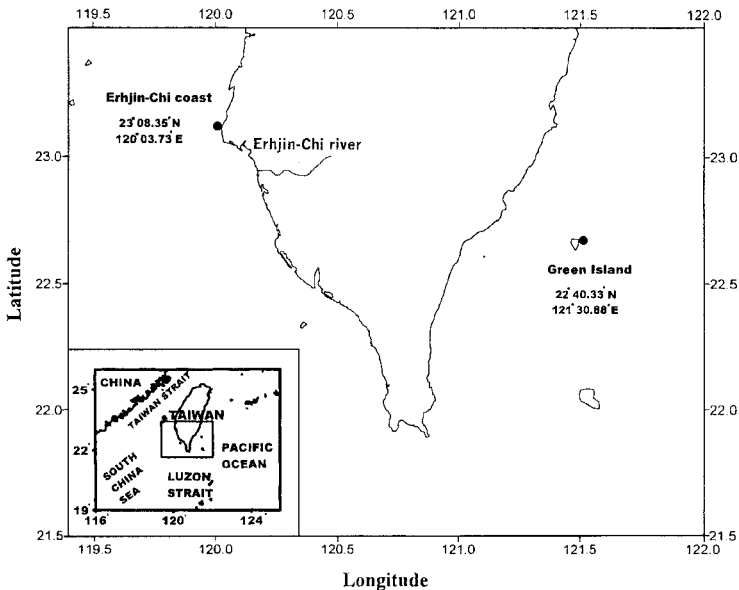 119.5 120.0 120.5 121.0 121.5 122.0
Erhjin-Chi coast
23°08.35'N
120°03.73'E
Erhjin-Chi river
23.0
23.0
Green Island
22°40.33'N
121°30.88'E
22.5
22.5
Latitude
22.0
22.0
CHINA
TAIWAN STRAIT
TAIWAN
PACIFIC
OCEAN
SOUTH
CHINA
SEA
LUZON
STRAIT
25°
22°
19°
116° 120° 124°
21.5
21.5
119.5 120.0 120.5 121.0 121.5 122.0
Longitude